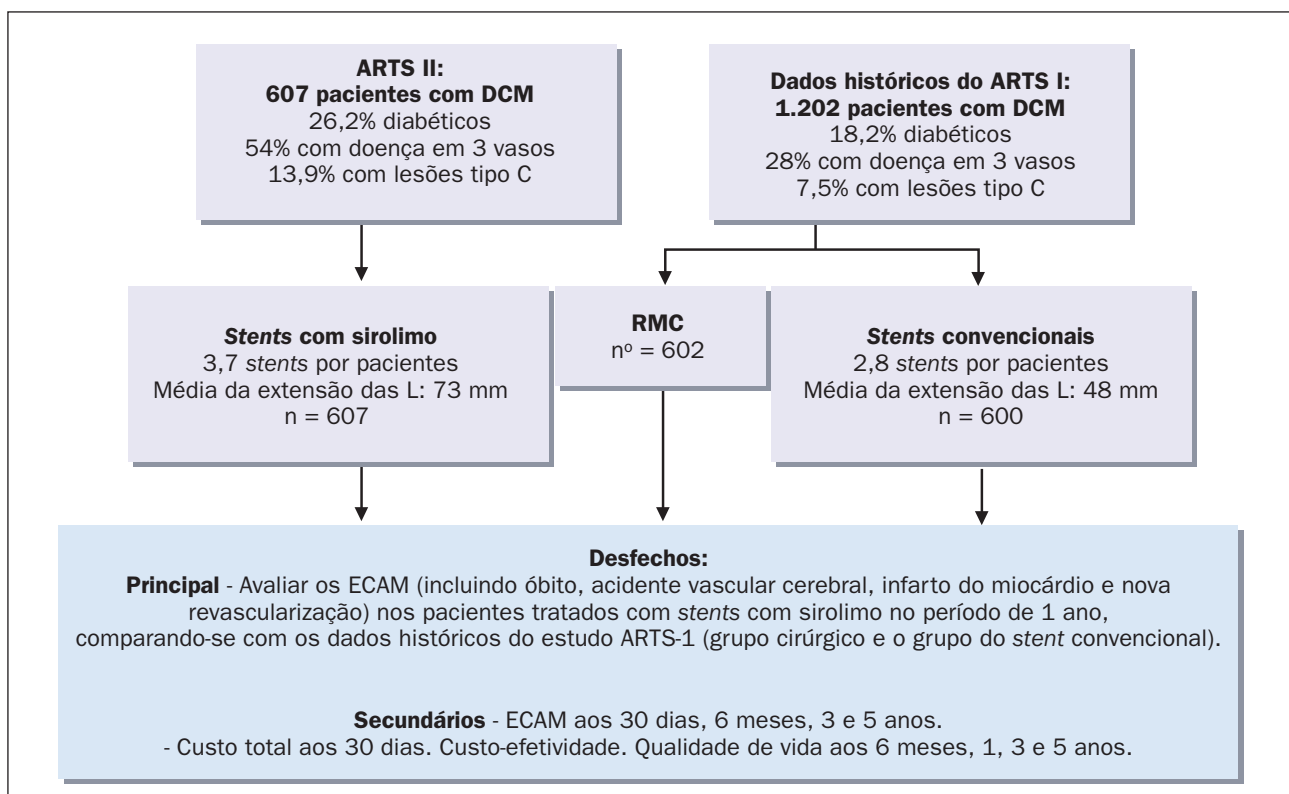 ARTS II:
607 pacientes com DCM
26,2% diabéticos
54% com doença em 3 vasos
13,9% com lesões tipo C
Dados históricos do ARTS I:
1.202 pacientes com DCM
18,2% diabéticos
28% com doença em 3 vasos
7,5% com lesões tipo C
Stents com sirolimo
3,7 stents por pacientes
Média da extensão das L: 73 mm
n = 607
RMC
nº = 602
Stents convencionais
2,8 stents por pacientes
Média da extensão das L: 48 mm
n = 600
Desfechos:
Principal - Avaliar os ECAM (incluindo óbito, acidente vascular cerebral, infarto do miocárdio e nova
revascularização) nos pacientes tratados com stents com sirolimo no período de 1 ano,
comparando-se com os dados históricos do estudo ARTS-1 (grupo cirúrgico e o grupo do stent convencional).
Secundários - ECAM aos 30 dias, 6 meses, 3 e 5 anos.
- Custo total aos 30 dias. Custo-efetividade. Qualidade de vida aos 6 meses, 1, 3 e 5 anos.